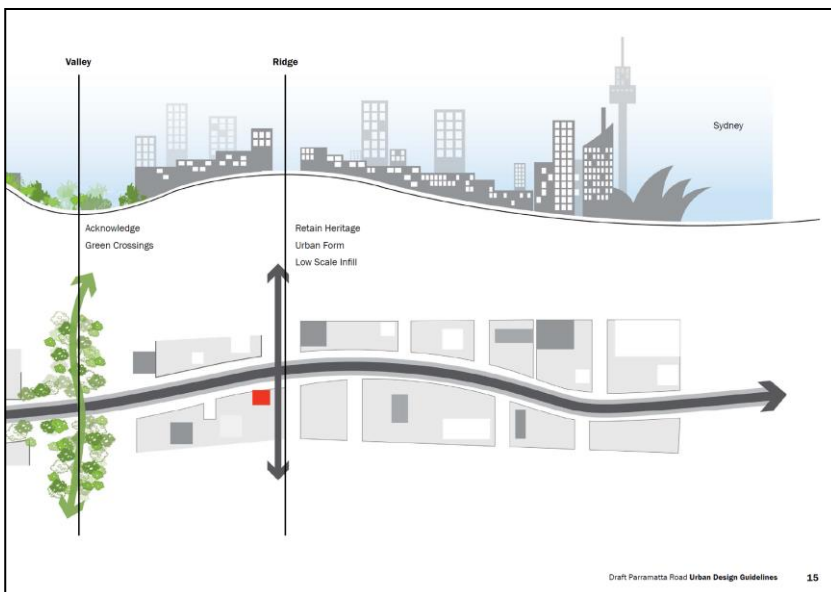 Valley
Ridge
Sydney
Acknowledge
Green Crossings
Retain Heritage
Urban Form
Low Scale Infill
Draft Parramatta Road Urban Design Guidelines 15